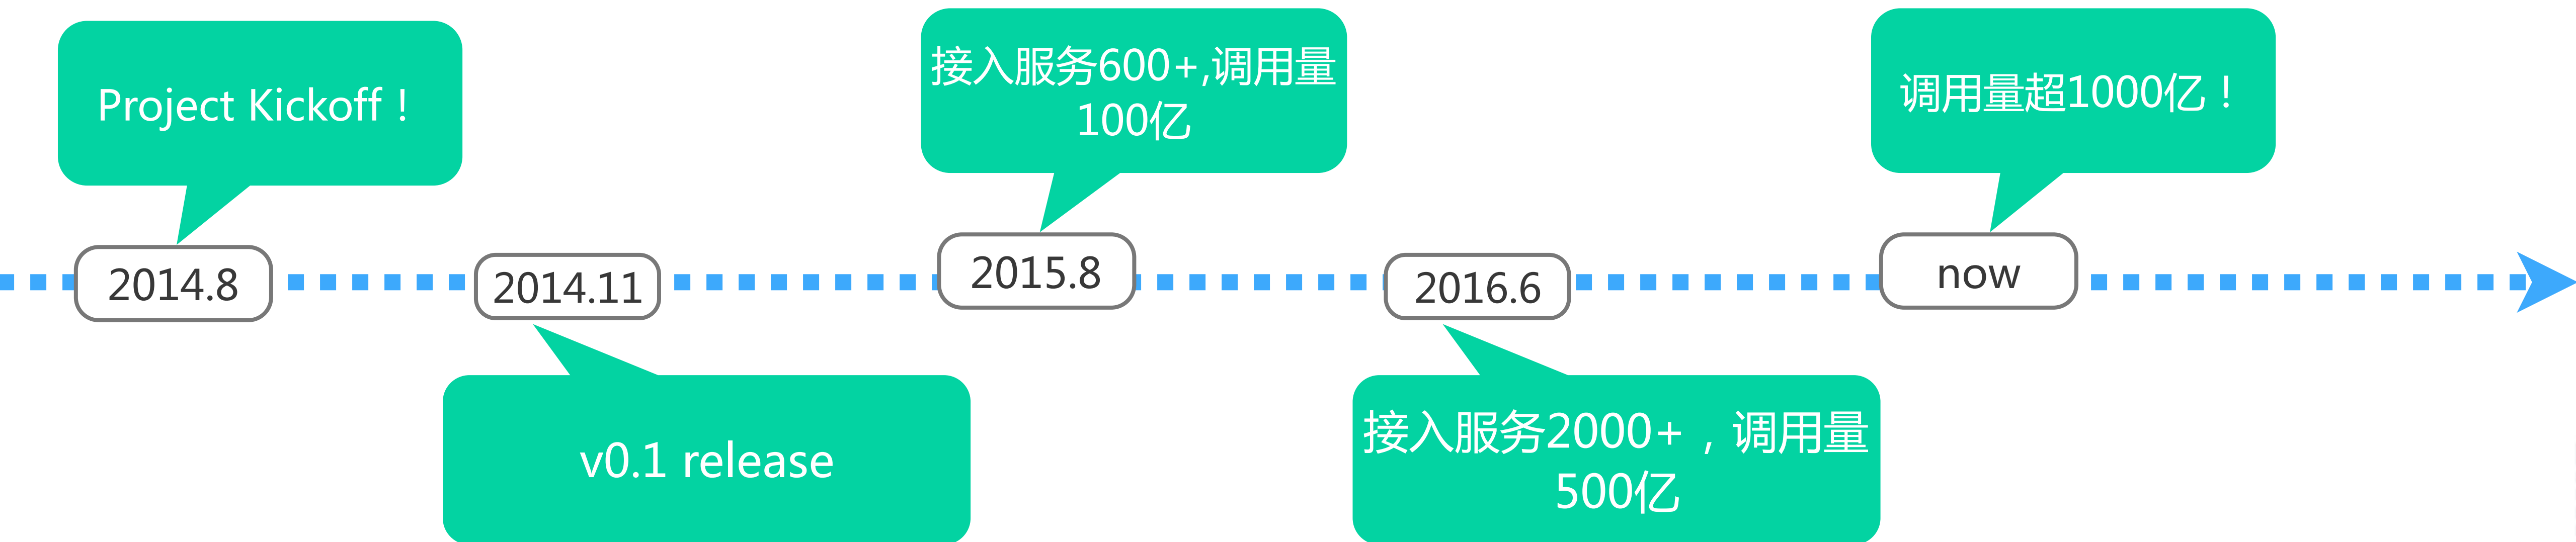 Project Kickoff！
2014.8
2014.11
v0.1 release
接入服务600+,调用量
100亿
2015.8
2016.6
接入服务2000+，调用量
500亿
调用量超1000亿！
now